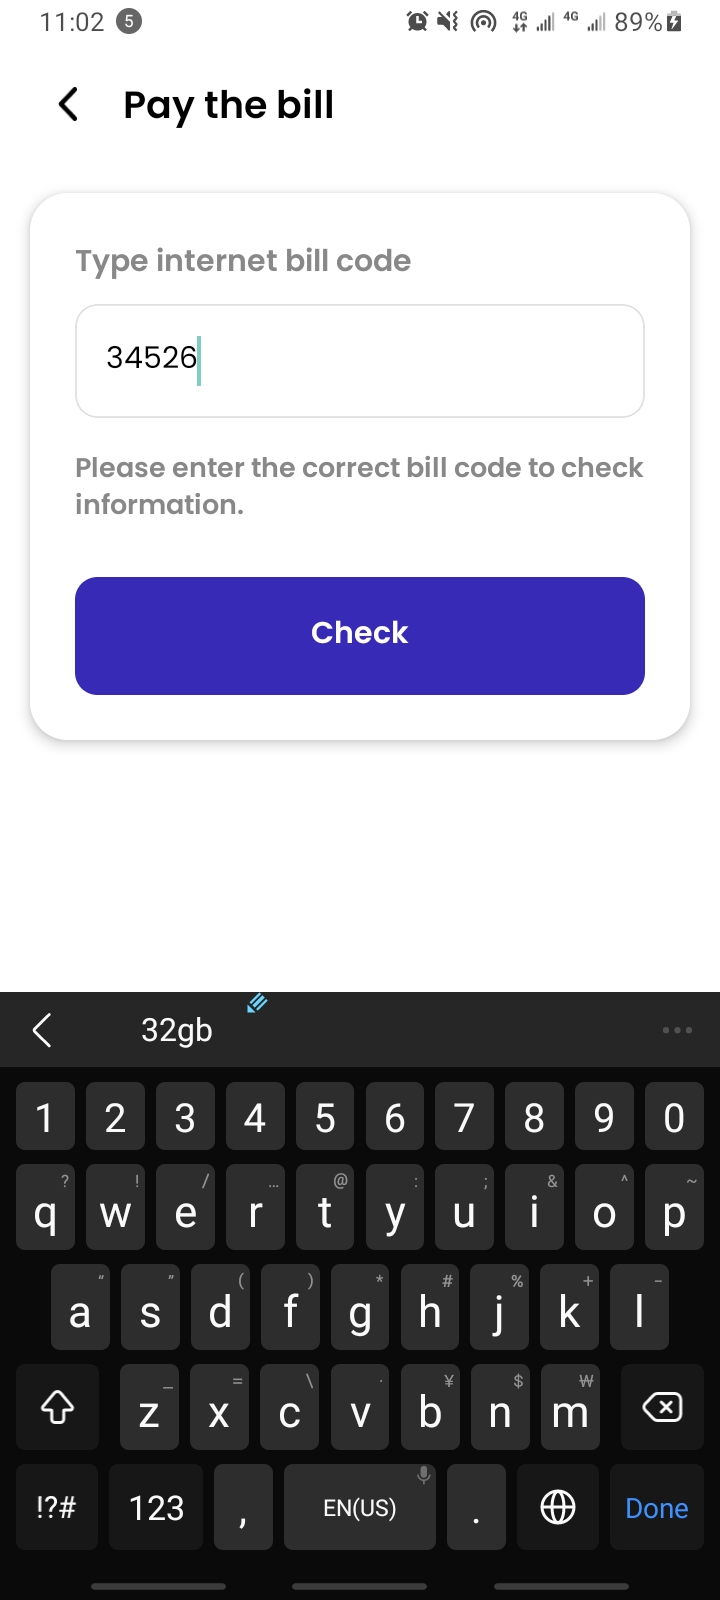 11:02 5 4G 4G 89%
Pay the bill
Type internet bill code
34526
Please enter the correct bill code to check
information.
Check
32gb
1 2 3 4 5 6 7 8 9 0
? ! / … @ : ; & ^ ~
q w e r t y u i o p
“ ” ( ) * # % + −
a s d f g h j k l
_ = \ · ¥ $ ₩
z x c v b n m
!?# 123 , EN(US) . Done